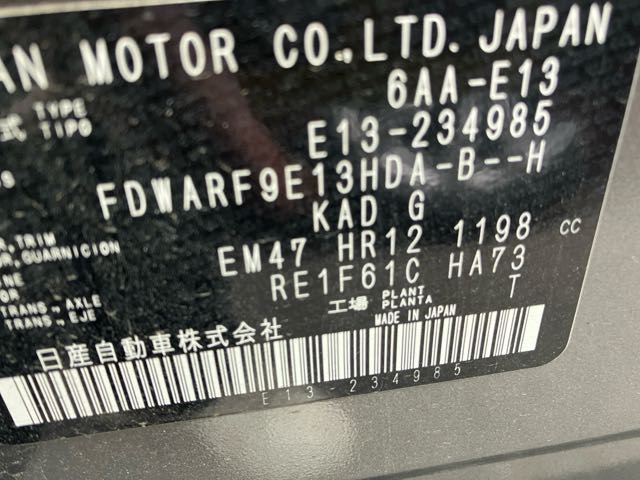 AN MOTOR CO.,LTD. JAPAN
式 TYPE TIPO 6AA-E13
E13-234985
FDWARF9E13HDA-B--H
R, TRIM KAD G
R, GUARNICION
NE EM47 HR12 1198 CC
TOR
TRANS-AXLE RE1F61C HA73
TRANS-EJE
工場 PLANT PLANTA T
日産自動車株式会社 MADE IN JAPAN
E13-234985